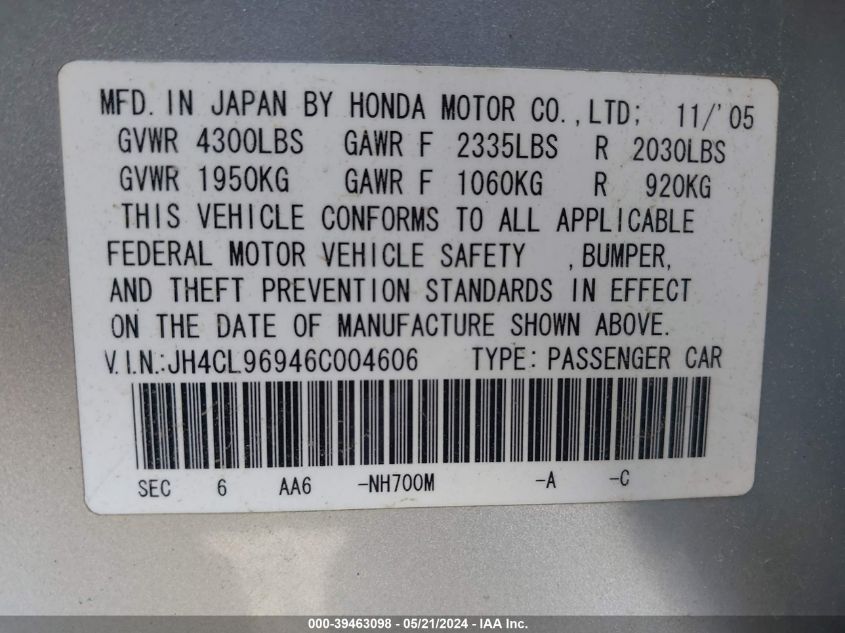 MFD. IN JAPAN BY HONDA MOTOR CO., LTD; 11/'05
GVWR 4300LBS GAWR F 2335LBS R 2030LBS
GVWR 1950KG GAWR F 1060KG R 920KG
THIS VEHICLE CONFORMS TO ALL APPLICABLE
FEDERAL MOTOR VEHICLE SAFETY , BUMPER,
AND THEFT PREVENTION STANDARDS IN EFFECT
ON THE DATE OF MANUFACTURE SHOWN ABOVE.
V.I.N.:JH4CL96946C004606 TYPE: PASSENGER CAR
SEC 6 AA6 -NH700M -A -C
000-39463098 - 05/21/2024 - IAA Inc.